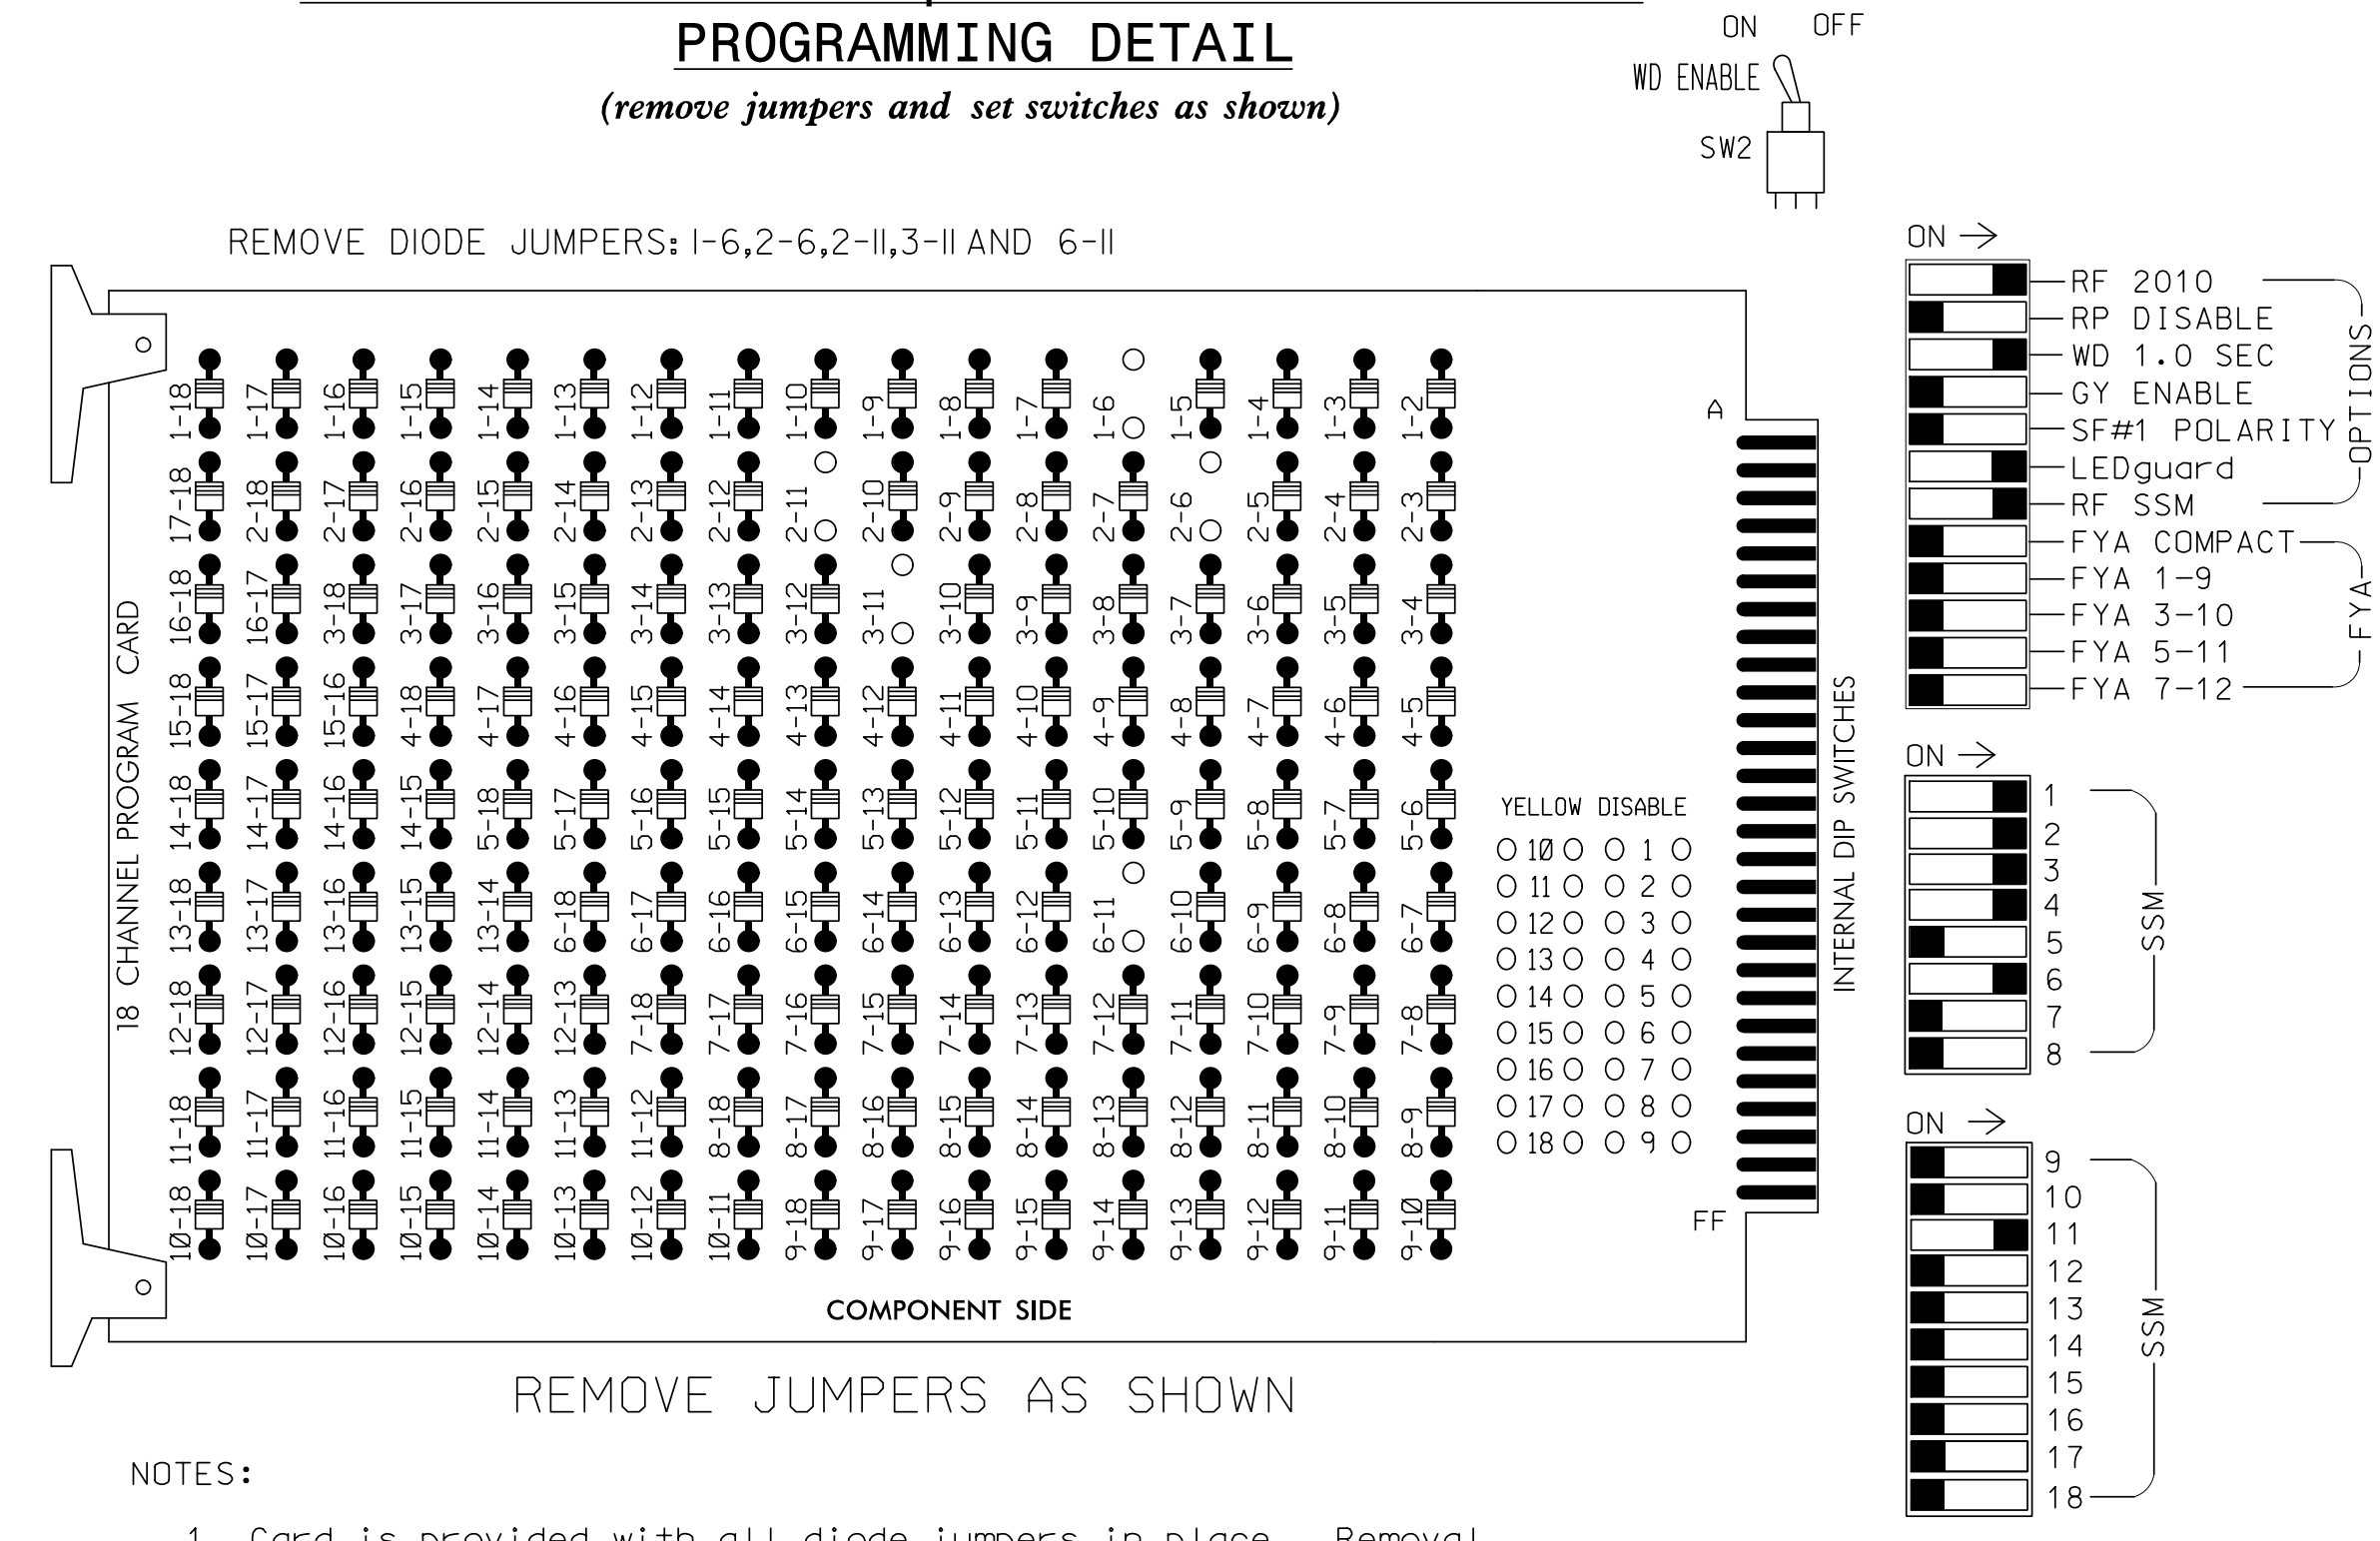 PROGRAMMING DETAIL
(remove jumpers and set switches as shown)
ON OFF
WD ENABLE
SW2
REMOVE DIODE JUMPERS: 1-6,2-6,2-11,3-11 AND 6-11
18 CHANNEL PROGRAM CARD
1-18 1-17 1-16 1-15 1-14 1-13 1-12 1-11 1-10 1-9 1-8 1-7 1-6 1-5 1-4 1-3 1-2
17-18 2-18 2-17 2-16 2-15 2-14 2-13 2-12 2-11 2-10 2-9 2-8 2-7 2-6 2-5 2-4 2-3
16-18 16-17 3-18 3-17 3-16 3-15 3-14 3-13 3-12 3-11 3-10 3-9 3-8 3-7 3-6 3-5 3-4
15-18 15-17 15-16 4-18 4-17 4-16 4-15 4-14 4-13 4-12 4-11 4-10 4-9 4-8 4-7 4-6 4-5
14-18 14-17 14-16 14-15 5-18 5-17 5-16 5-15 5-14 5-13 5-12 5-11 5-10 5-9 5-8 5-7 5-6
13-18 13-17 13-16 13-15 13-14 6-18 6-17 6-16 6-15 6-14 6-13 6-12 6-11 6-10 6-9 6-8 6-7
12-18 12-17 12-16 12-15 12-14 12-13 7-18 7-17 7-16 7-15 7-14 7-13 7-12 7-11 7-10 7-9 7-8
11-18 11-17 11-16 11-15 11-14 11-13 11-12 8-18 8-17 8-16 8-15 8-14 8-13 8-12 8-11 8-10 8-9
10-18 10-17 10-16 10-15 10-14 10-13 10-12 10-11 9-18 9-17 9-16 9-15 9-14 9-13 9-12 9-11 9-10
A
YELLOW DISABLE
10 1
11 2
12 3
13 4
14 5
15 6
16 7
17 8
18 9
FF
COMPONENT SIDE
REMOVE JUMPERS AS SHOWN
INTERNAL DIP SWITCHES
ON
RF 2010
RP DISABLE
WD 1.0 SEC
GY ENABLE
SF#1 POLARITY
LEDguard
RF SSM
OPTIONS
FYA COMPACT
FYA 1-9
FYA 3-10
FYA 5-11
FYA 7-12
FYA
ON
1
2
3
4
5
6
7
8
SSM
ON
9
10
11
12
13
14
15
16
17
18
SSM
NOTES:
1. Card is provided with all diode jumpers in place. Removal